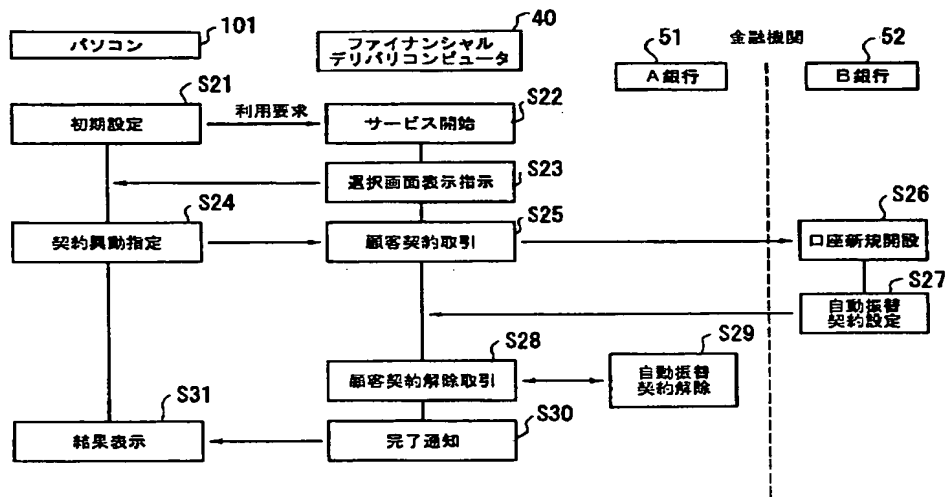 101
パソコン
40
ファイナンシャル
デリバリコンピュータ
金融機関
51
A銀行
52
B銀行
S21
初期設定
利用要求
S22
サービス開始
S23
選択画面表示指示
S24
契約異動指定
S25
顧客契約取引
S26
口座新規開設
S27
自動振替
契約設定
S28
顧客契約解除取引
S29
自動振替
契約解除
S31
結果表示
S30
完了通知